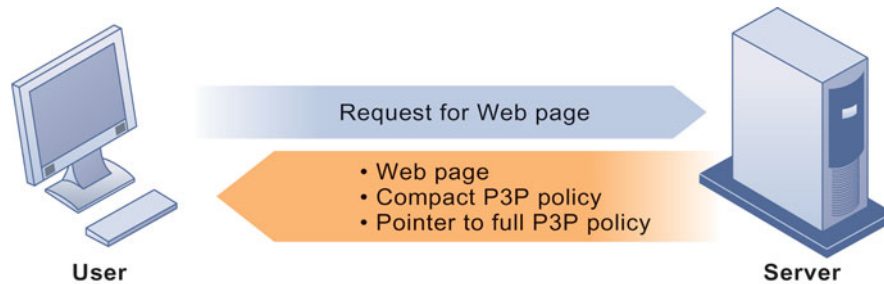 Request for Web page
• Web page
• Compact P3P policy
• Pointer to full P3P policy
User
Server